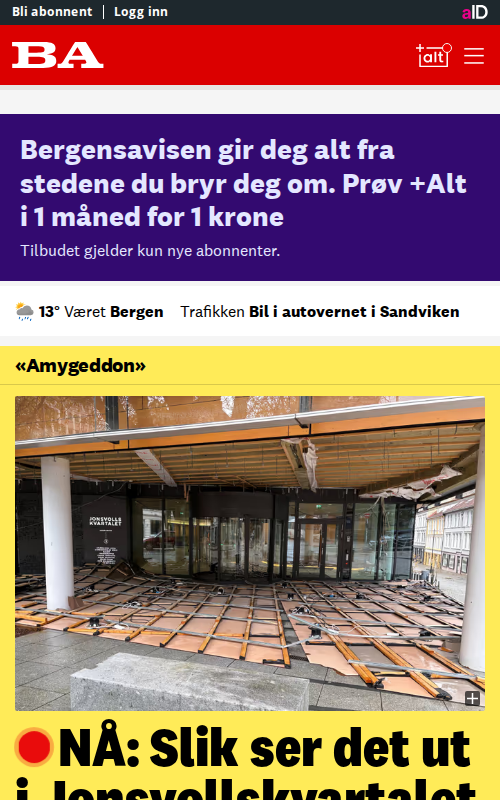 Bli abonnent | Logg inn
aID
BA
+alt
Bergensavisen gir deg alt fra
stedene du bryr deg om. Prøv +Alt
i 1 måned for 1 krone
Tilbudet gjelder kun nye abonnenter.
13° Været Bergen Trafikken Bil i autovernet i Sandviken
«Amygeddon»
JONSVOLLS
KVARTALET
NÅ: Slik ser det ut
i Jonsvollskvartalet